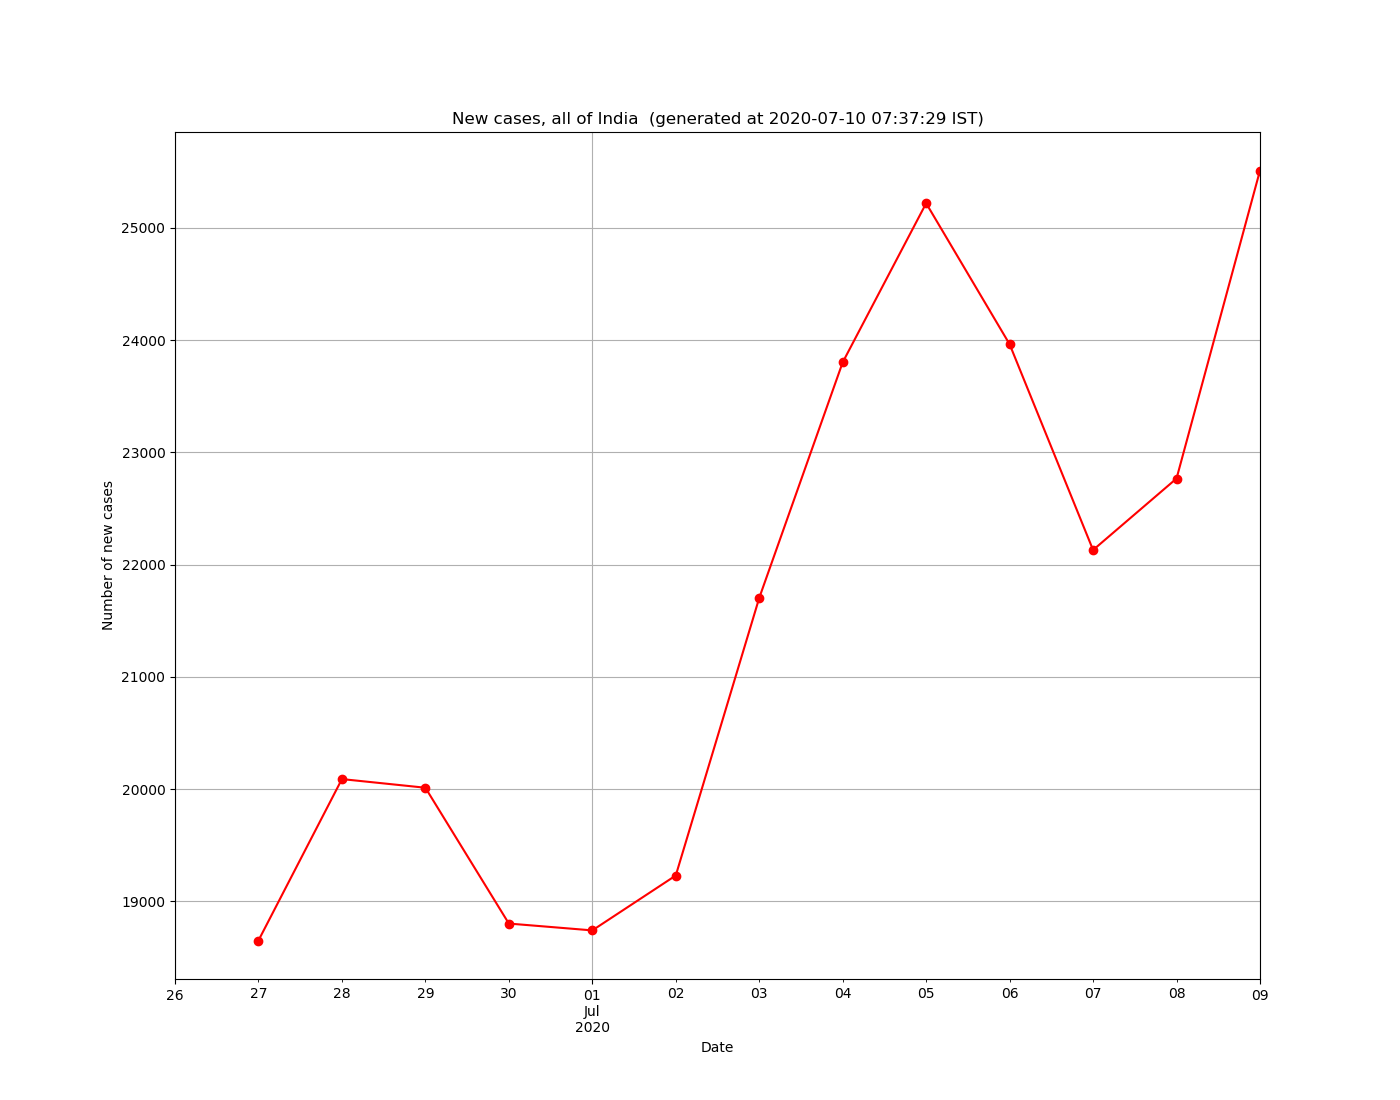 New cases, all of India  (generated at 2020-07-10 07:37:29 IST)
25000
24000
23000
22000
21000
20000
19000
Number of new cases
26 27 28 29 30 01 02 03 04 05 06 07 08 09
Jul
2020
Date